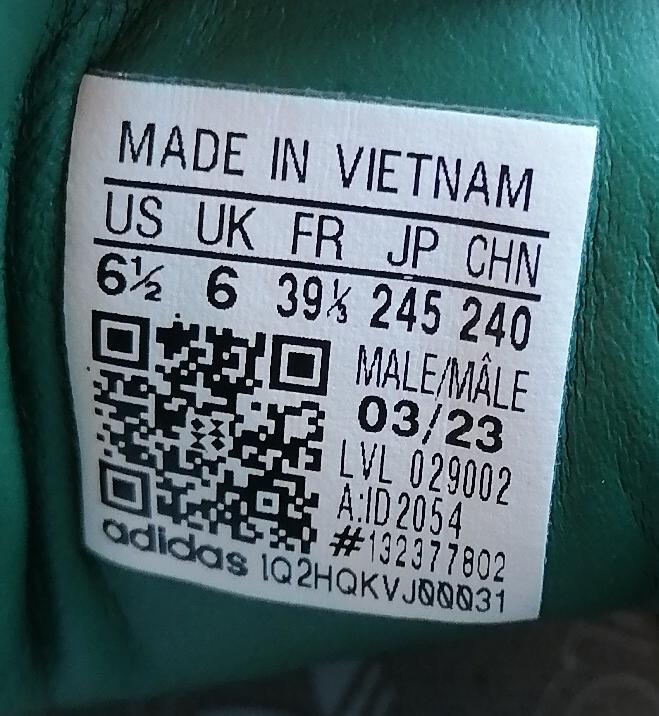 MADE IN VIETNAM
US UK FR JP CHN
6½ 6 39⅓ 245 240
MALE/MÂLE
03/23
LVL 029002
A:ID2054
#132377802
adidas 1Q2HQKVJ00031